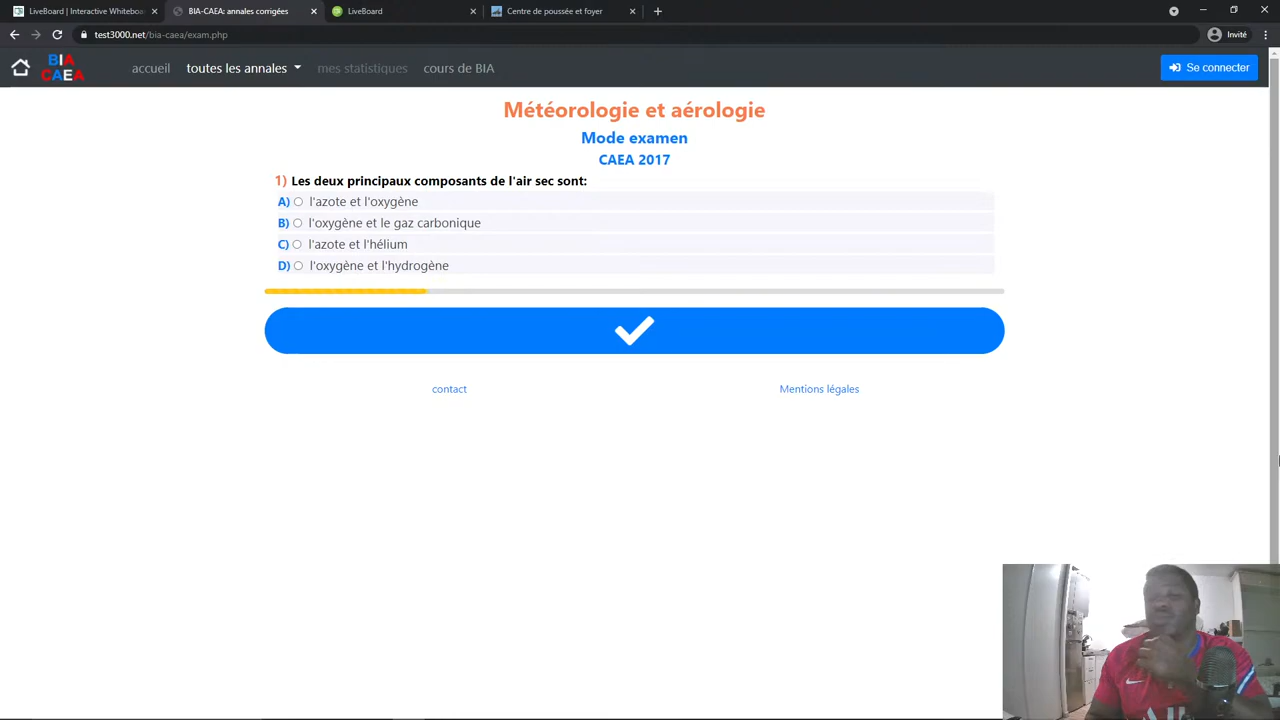 LiveBoard | Interactive Whiteboa
BIA-CAEA: annales corrigées
LiveBoard
Centre de poussée et foyer
test3000.net/bia-caea/exam.php
Invité
BIA
CAEA
accueil
toutes les annales
mes statistiques
cours de BIA
Se connecter
Météorologie et aérologie
Mode examen
CAEA 2017
1) Les deux principaux composants de l'air sec sont:
A) l'azote et l'oxygène
B) l'oxygène et le gaz carbonique
C) l'azote et l'hélium
D) l'oxygène et l'hydrogène
contact
Mentions légales